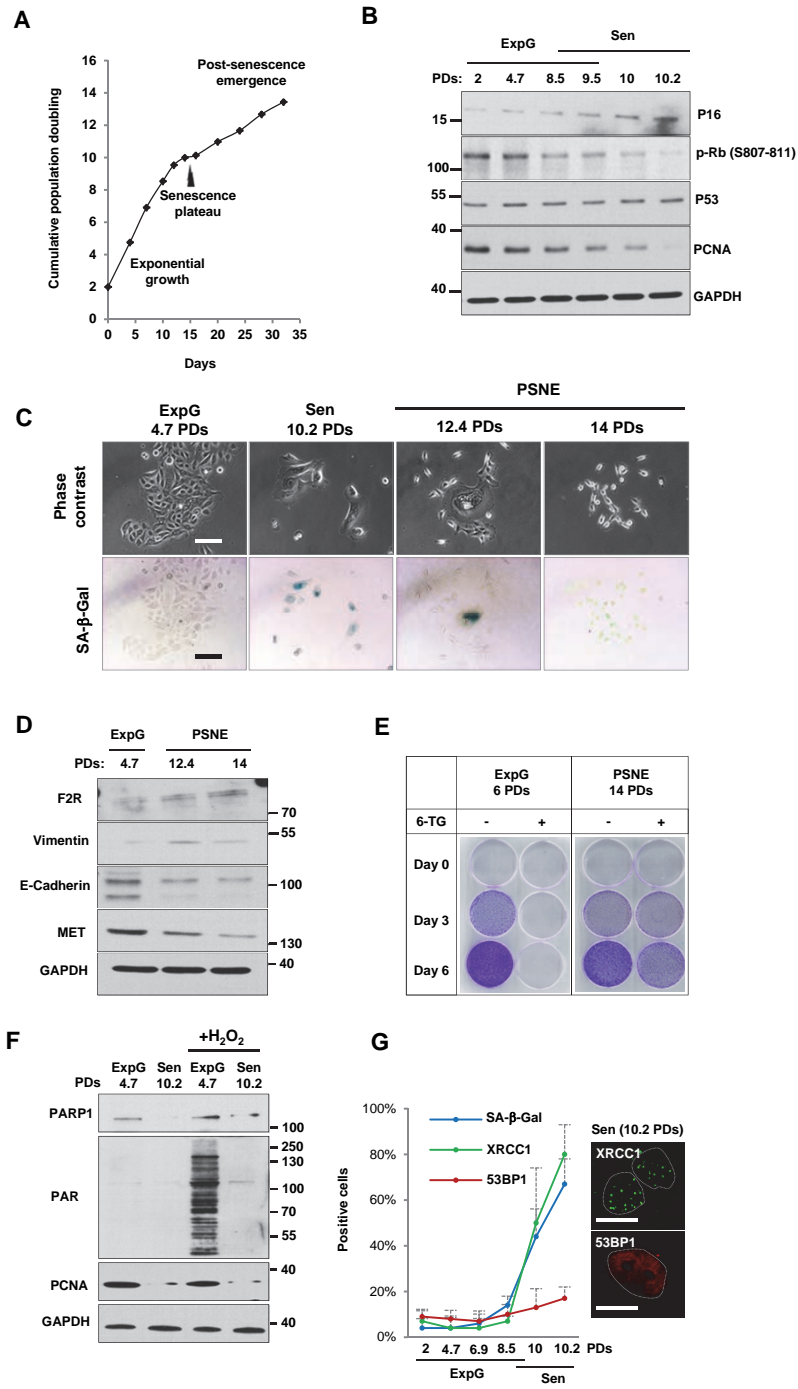 A
Cumulative population doubling
16
14
12
10
8
6
4
2
0
Post-senescence
emergence
Senescence
plateau
Exponential
growth
0 5 10 15 20 25 30 35
Days
B
ExpG Sen
PDs: 2 4.7 8.5 9.5 10 10.2
15 P16
100 p-Rb (S807-811)
55 P53
40 PCNA
40 GAPDH
C
PSNE
ExpG Sen
4.7 PDs 10.2 PDs 12.4 PDs 14 PDs
Phase
contrast
SA-β-Gal
D
ExpG PSNE
PDs: 4.7 12.4 14
F2R 70
Vimentin 55
E-Cadherin 100
MET 130
GAPDH 40
E
ExpG PSNE
6 PDs 14 PDs
6-TG - + - +
Day 0
Day 3
Day 6
F
+H₂O₂
ExpG Sen ExpG Sen
PDs 4.7 10.2 4.7 10.2
PARP1 100
250
130
PAR 100
70
55
PCNA 40
GAPDH 40
G
Positive cells
100%
80%
60%
40%
20%
0%
SA-β-Gal
XRCC1
53BP1
2 4.7 6.9 8.5 10 10.2 PDs
ExpG Sen
Sen (10.2 PDs)
XRCC1
53BP1